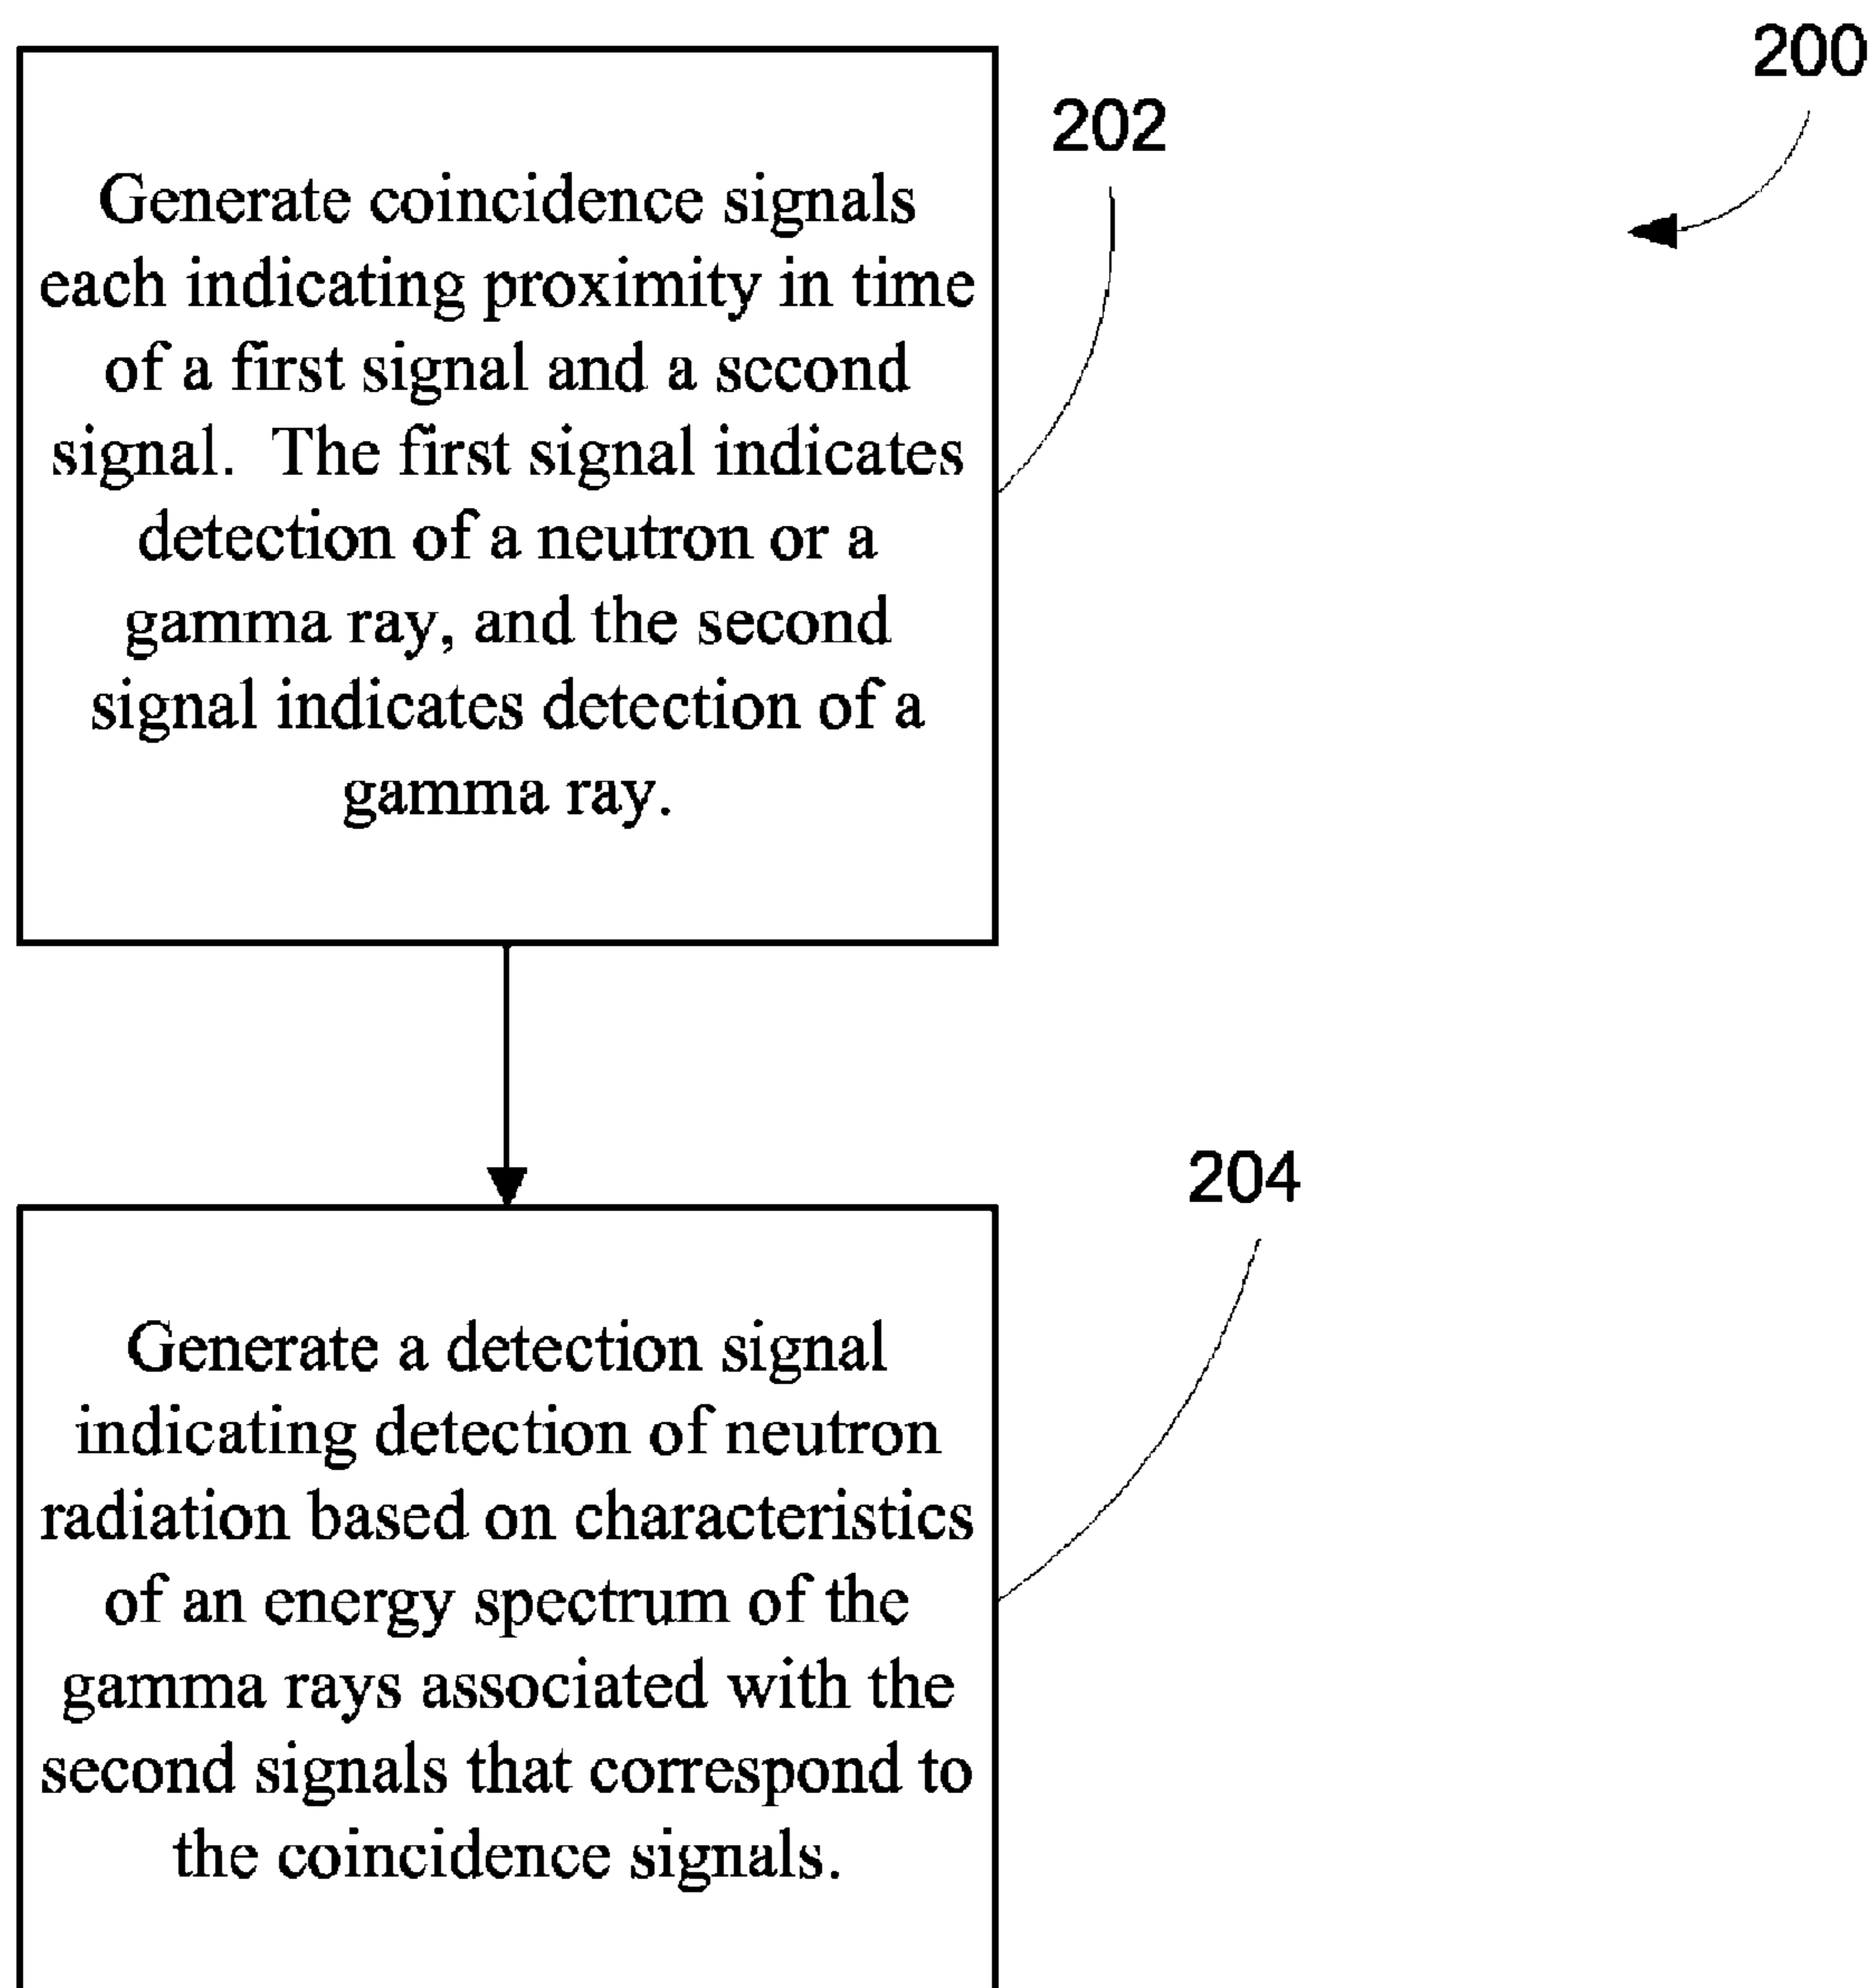 200
202
Generate coincidence signals
each indicating proximity in time
of a first signal and a second
signal. The first signal indicates
detection of a neutron or a
gamma ray, and the second
signal indicates detection of a
gamma ray.
204
Generate a detection signal
indicating detection of neutron
radiation based on characteristics
of an energy spectrum of the
gamma rays associated with the
second signals that correspond to
the coincidence signals.